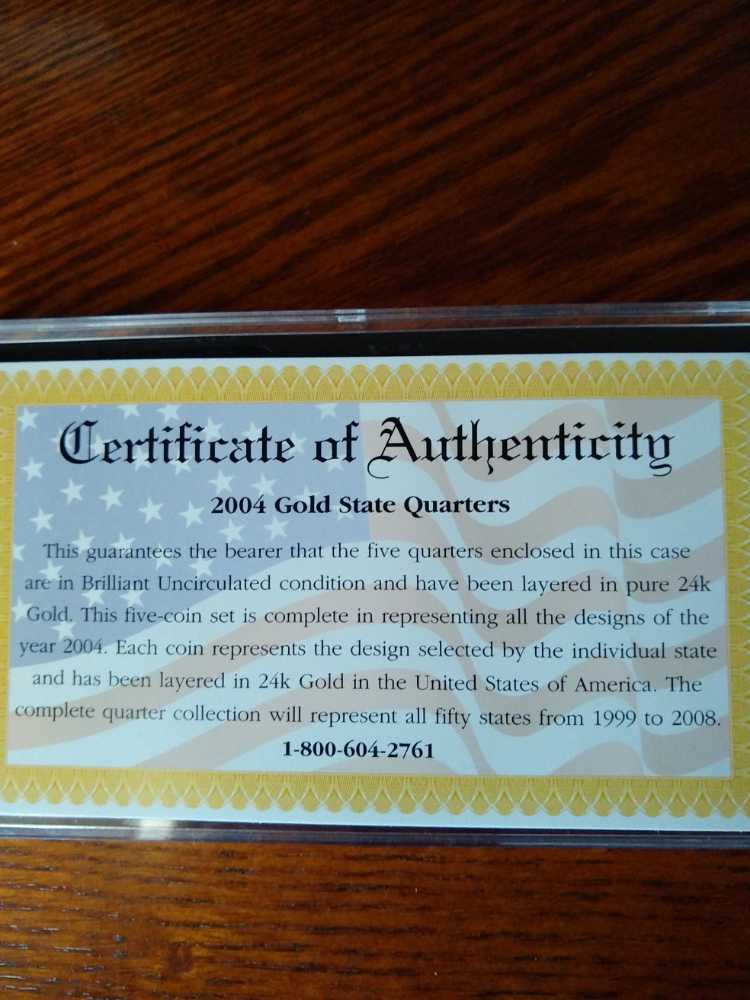 Certificate of Authenticity
2004 Gold State Quarters
This guarantees the bearer that the five quarters enclosed in this case
are in Brilliant Uncirculated condition and have been layered in pure 24k
Gold. This five-coin set is complete in representing all the designs of the
year 2004. Each coin represents the design selected by the individual state
and has been layered in 24k Gold in the United States of America. The
complete quarter collection will represent all fifty states from 1999 to 2008.
1-800-604-2761